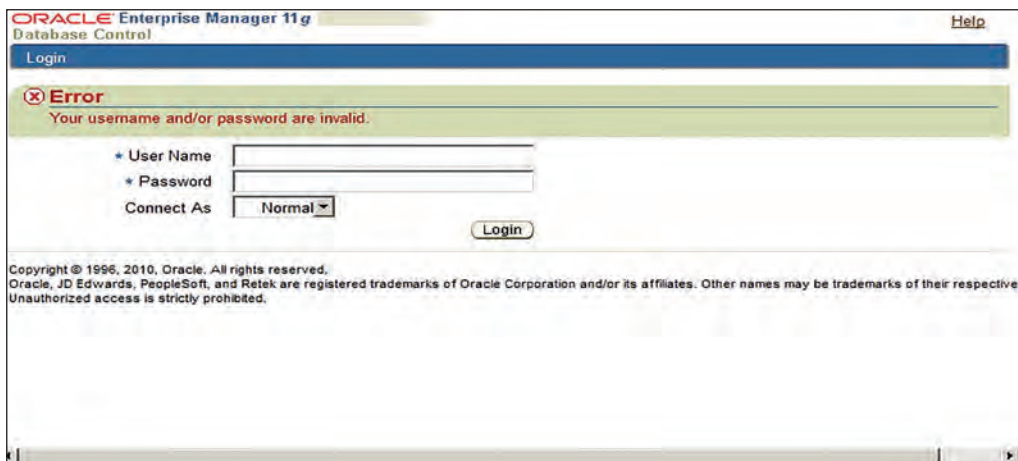 ORACLE Enterprise Manager 11g
Help
Database Control
Login
Error
Your username and/or password are invalid.
* User Name
* Password
Connect As Normal
Login
Copyright © 1996, 2010, Oracle. All rights reserved.
Oracle, JD Edwards, PeopleSoft, and Retek are registered trademarks of Oracle Corporation and/or its affiliates. Other names may be trademarks of their respective
Unauthorized access is strictly prohibited.